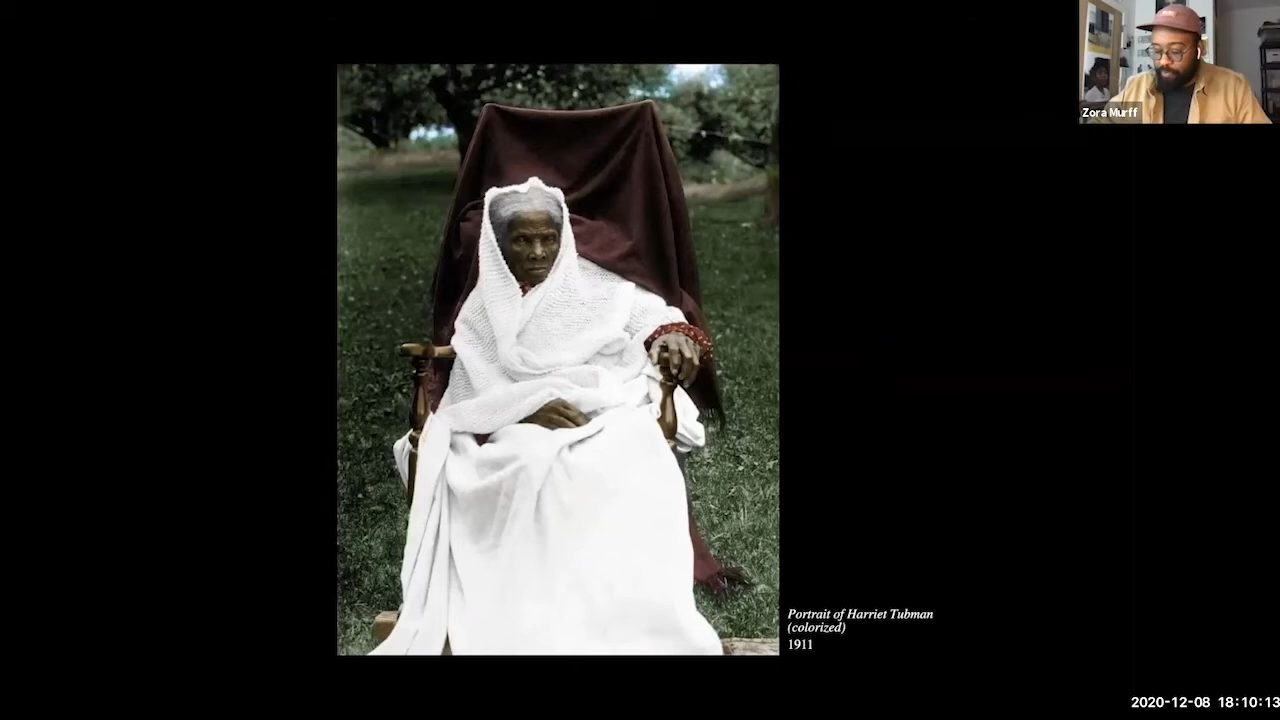 Zora Murff
Portrait of Harriet Tubman
(colorized)
1911
2020-12-08 18:10:13